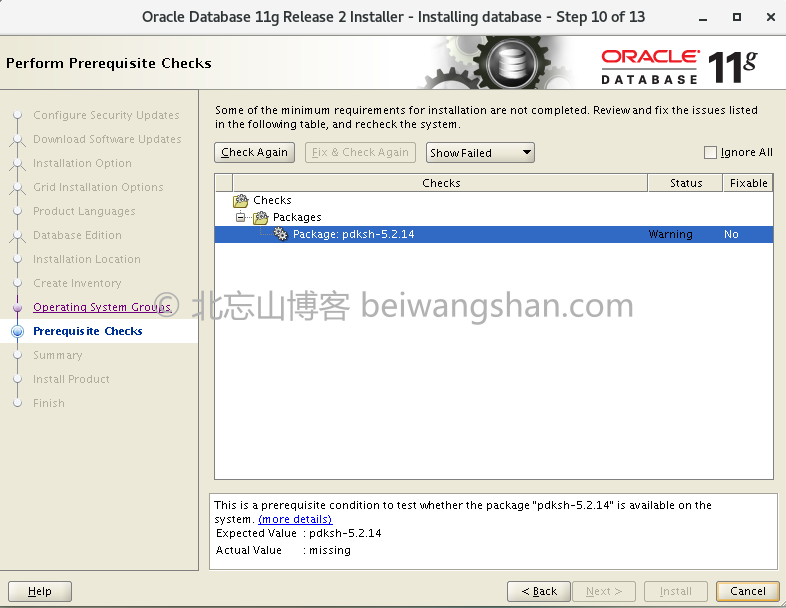 Oracle Database 11g Release 2 Installer - Installing database - Step 10 of 13
Perform Prerequisite Checks
ORACLE
DATABASE 11g
Configure Security Updates
Download Software Updates
Installation Option
Grid Installation Options
Product Languages
Database Edition
Installation Location
Create Inventory
Operating System Groups
Prerequisite Checks
Summary
Install Product
Finish
Some of the minimum requirements for installation are not completed. Review and fix the issues listed
in the following table, and recheck the system.
Check Again
Fix & Check Again
Show Failed
Ignore All
Checks Status Fixable
Checks
Packages
Package: pdksh-5.2.14 Warning No
© 北忘山博客 beiwangshan.com
This is a prerequisite condition to test whether the package "pdksh-5.2.14" is available on the
system. (more details)
Expected Value : pdksh-5.2.14
Actual Value : missing
Help
< Back
Next >
Install
Cancel